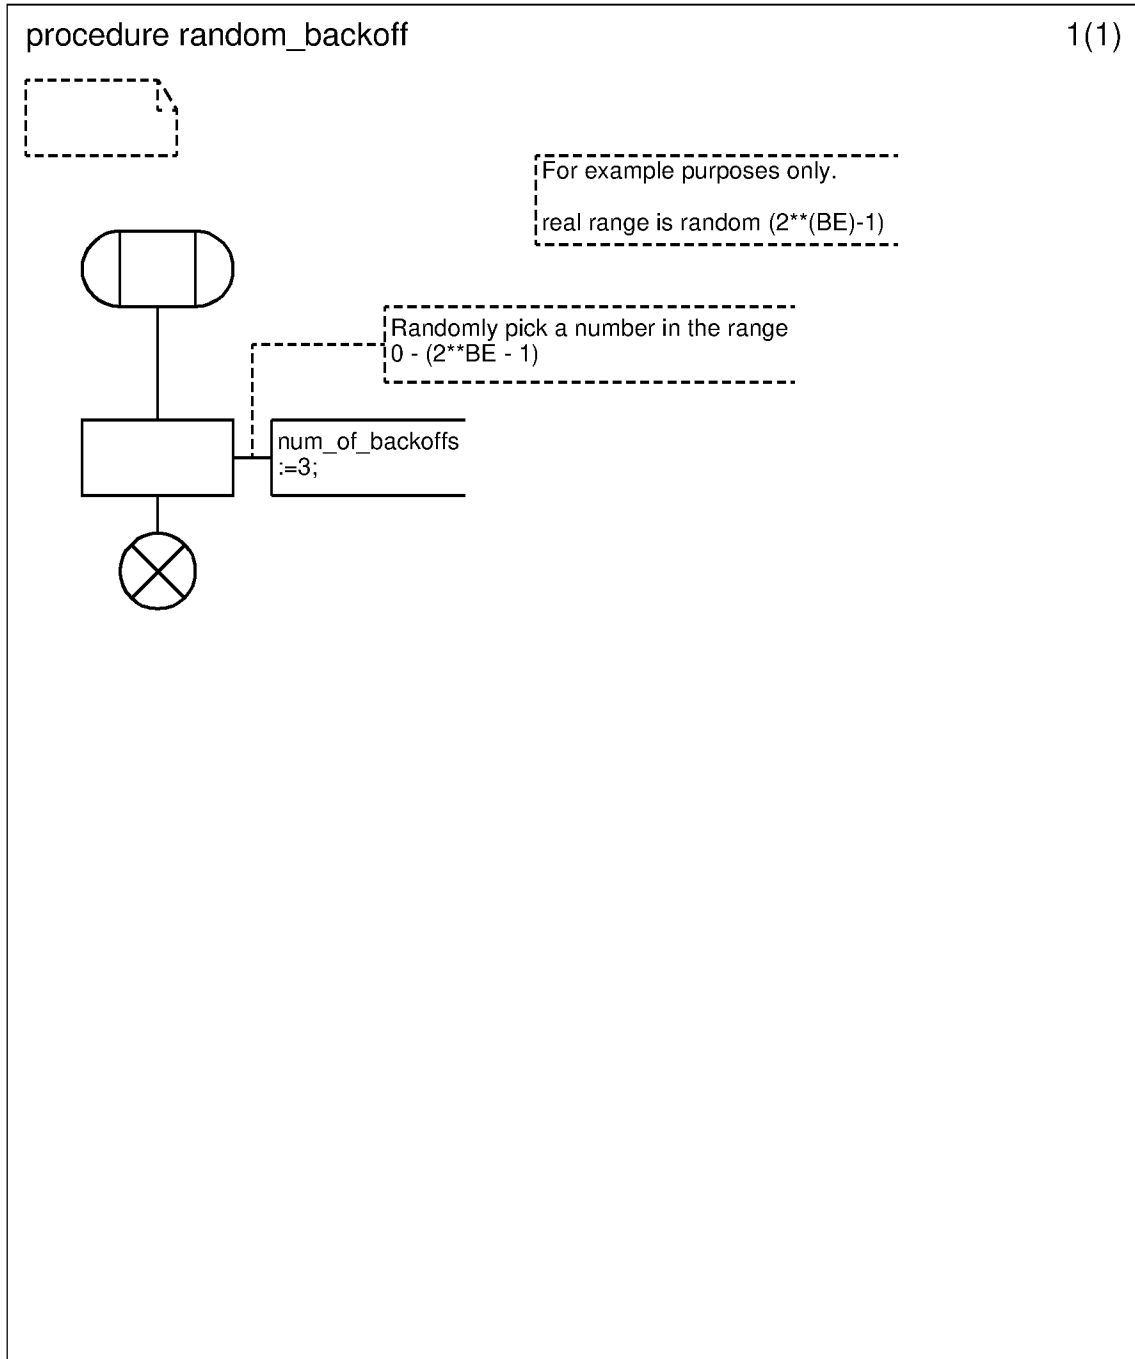 procedure random_backoff
1(1)
For example purposes only.
real range is random (2**(BE)-1)
Randomly pick a number in the range
0 - (2**BE - 1)
num_of_backoffs
:=3;